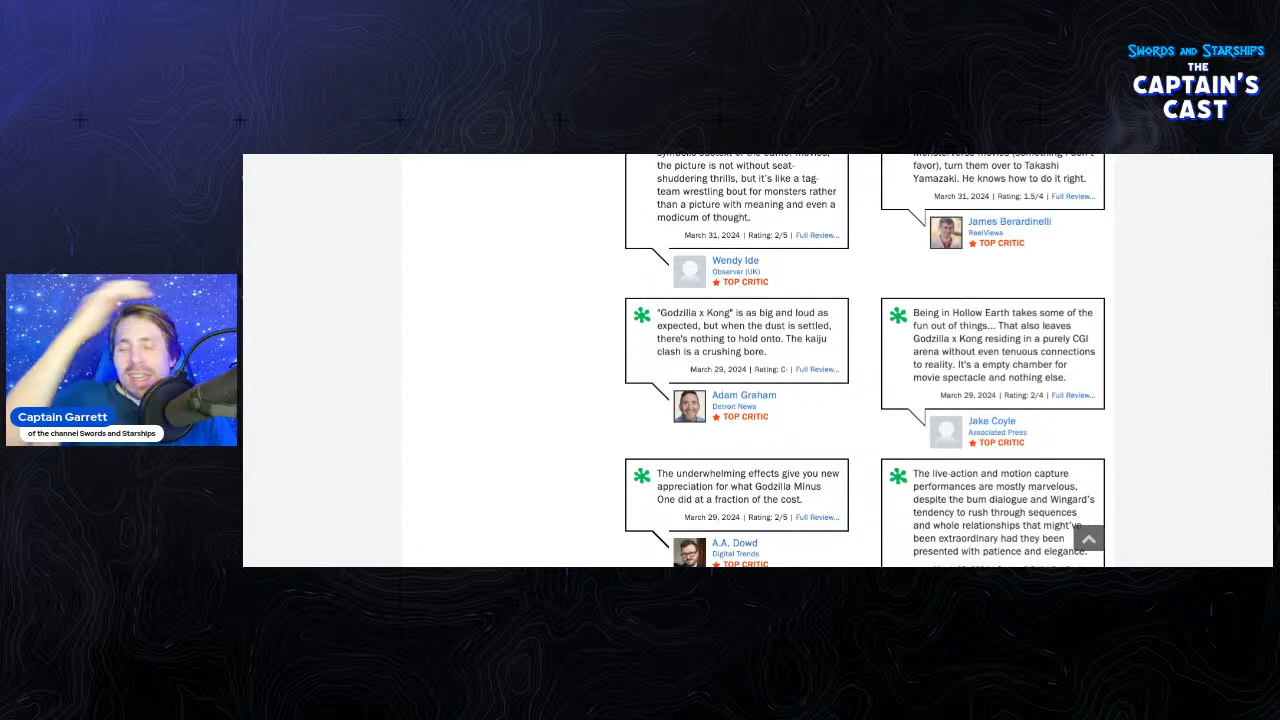 Swords and Starships
THE
CAPTAIN'S
CAST
the picture is not without seat-
shuddering thrills, but it's like a tag-
team wrestling bout for monsters rather
than a picture with meaning and even a
modicum of thought.
March 31, 2024 | Rating: 2/5 | Full Review...
Wendy Ide
Observer (UK)
TOP CRITIC
favor), turn them over to Takashi
Yamazaki. He knows how to do it right.
March 31, 2024 | Rating: 1.5/4 | Full Review...
James Berardinelli
ReelViews
TOP CRITIC
"Godzilla x Kong" is as big and loud as
expected, but when the dust is settled,
there's nothing to hold onto. The kaiju
clash is a crushing bore.
March 29, 2024 | Rating: C- | Full Review...
Adam Graham
Detroit News
TOP CRITIC
Being in Hollow Earth takes some of the
fun out of things... That also leaves
Godzilla x Kong residing in a purely CGI
arena without even tenuous connections
to reality. It's a empty chamber for
movie spectacle and nothing else.
March 29, 2024 | Rating: 2/4 | Full Review...
Jake Coyle
Associated Press
TOP CRITIC
The underwhelming effects give you new
appreciation for what Godzilla Minus
One did at a fraction of the cost.
March 29, 2024 | Rating: 2/5 | Full Review...
A.A. Dowd
Digital Trends
TOP CRITIC
The live-action and motion capture
performances are mostly marvelous,
despite the bum dialogue and Wingard's
tendency to rush through sequences
and whole relationships that might've
been extraordinary had they been
presented with patience and elegance.
Captain Garrett
of the channel Swords and Starships